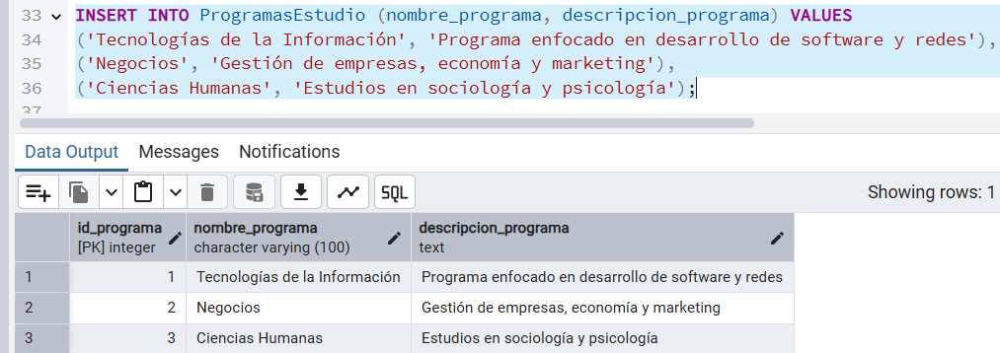 33 INSERT INTO ProgramasEstudio (nombre_programa, descripcion_programa) VALUES
34 ('Tecnologías de la Información', 'Programa enfocado en desarrollo de software y redes'),
35 ('Negocios', 'Gestión de empresas, economía y marketing'),
36 ('Ciencias Humanas', 'Estudios en sociología y psicología');
37
Data Output Messages Notifications
SQL Showing rows: 1
id_programa nombre_programa descripcion_programa
[PK] integer character varying (100) text
1 1 Tecnologías de la Información Programa enfocado en desarrollo de software y redes
2 2 Negocios Gestión de empresas, economía y marketing
3 3 Ciencias Humanas Estudios en sociología y psicología